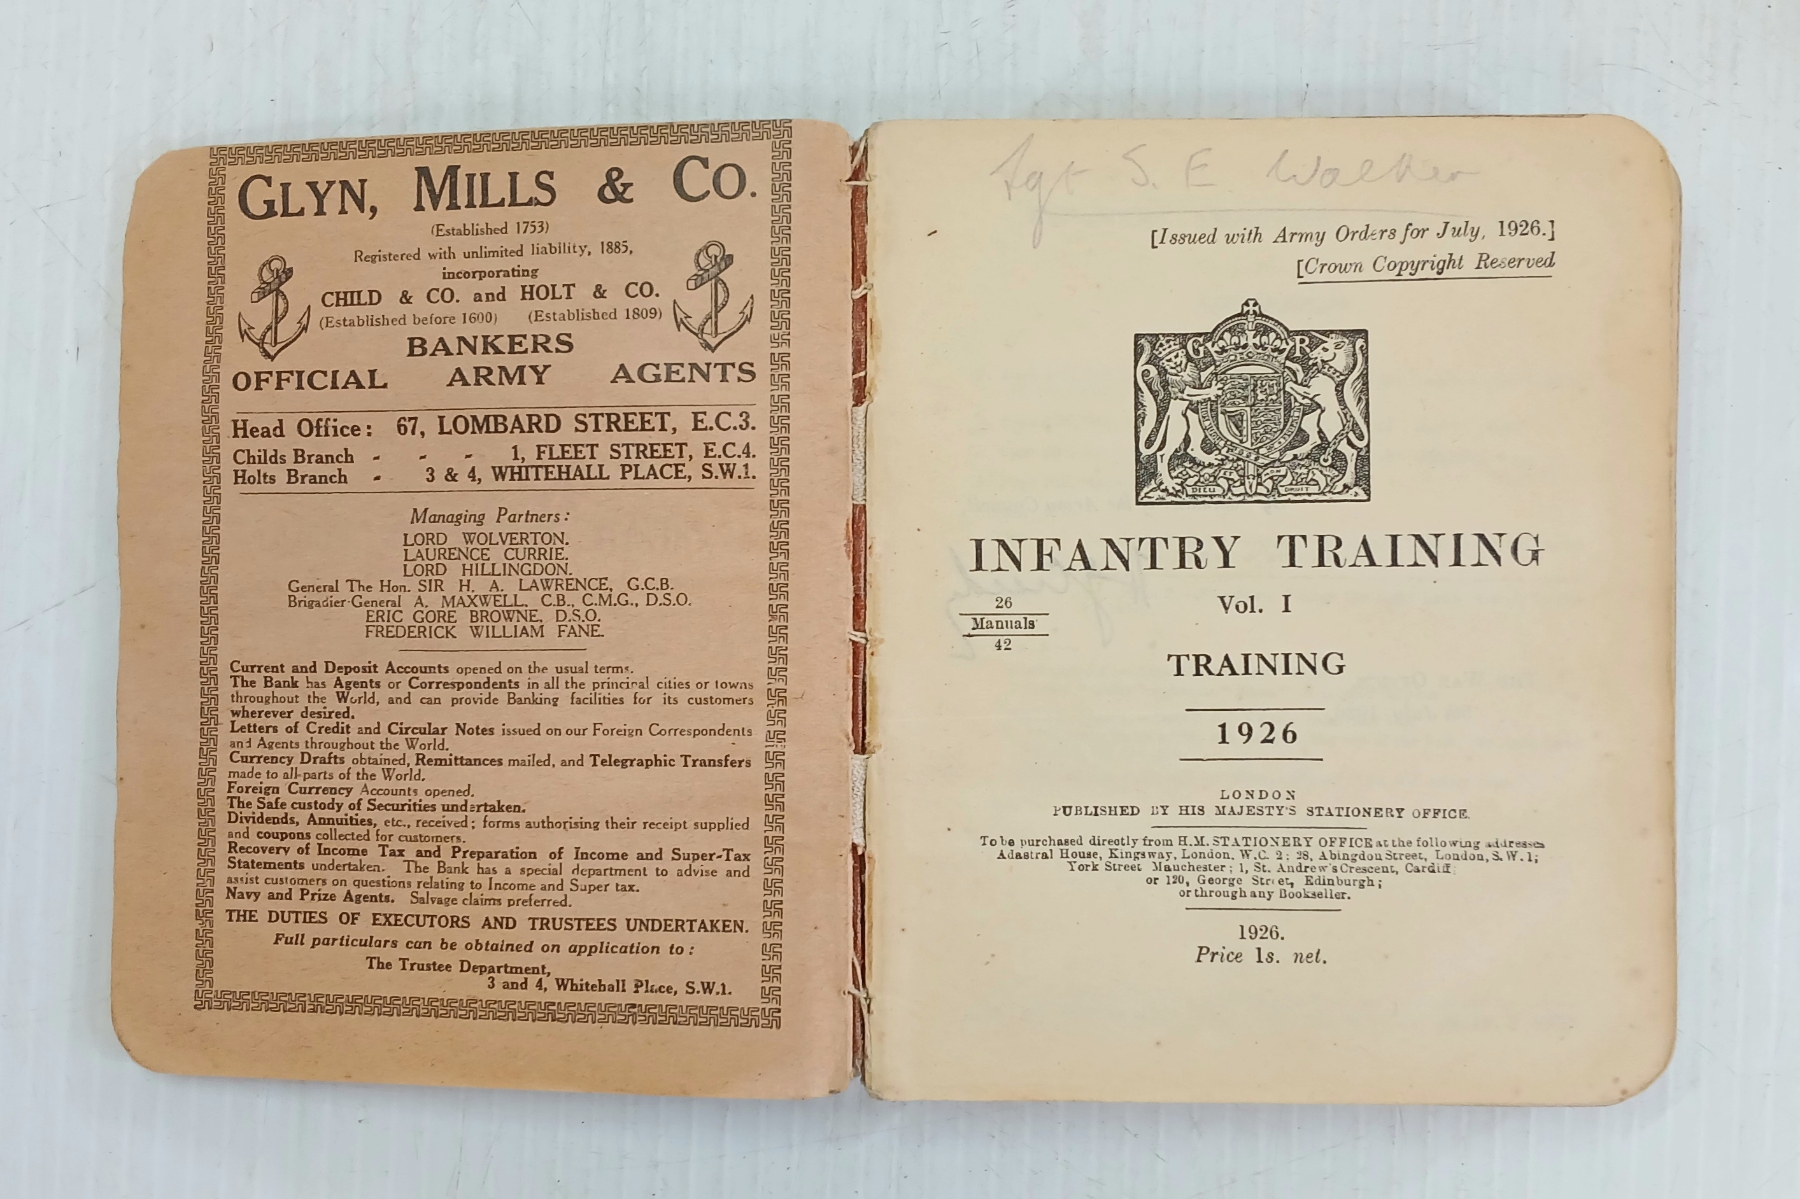 GLYN, MILLS & CO.
(Established 1753)
Registered with unlimited liability, 1885,
incorporating
CHILD & CO. and HOLT & CO.
(Established before 1600) (Established 1809)
BANKERS
OFFICIAL ARMY AGENTS
Head Office: 67, LOMBARD STREET, E.C.3.
Childs Branch - - - 1, FLEET STREET, E.C.4.
Holts Branch - 3 & 4, WHITEHALL PLACE, S.W.1.
Managing Partners:
LORD WOLVERTON.
LAURENCE CURRIE.
LORD HILLINGDON.
General The Hon. SIR H. A. LAWRENCE, G.C.B.
Brigadier-General A. MAXWELL, C.B., C.M.G., D.S.O.
ERIC GORE BROWNE, D.S.O.
FREDERICK WILLIAM FANE.
Current and Deposit Accounts opened on the usual terms.
The Bank has Agents or Correspondents in all the principal cities or towns
throughout the World, and can provide Banking facilities for its customers
wherever desired.
Letters of Credit and Circular Notes issued on our Foreign Correspondents
and Agents throughout the World.
Currency Drafts obtained, Remittances mailed, and Telegraphic Transfers
made to all parts of the World.
Foreign Currency Accounts opened.
The Safe custody of Securities undertaken.
Dividends, Annuities, etc., received; forms authorising their receipt supplied
and coupons collected for customers.
Recovery of Income Tax and Preparation of Income and Super-Tax
Statements undertaken. The Bank has a special department to advise and
assist customers on questions relating to Income and Super tax.
Navy and Prize Agents. Salvage claims preferred.
THE DUTIES OF EXECUTORS AND TRUSTEES UNDERTAKEN.
Full particulars can be obtained on application to:
The Trustee Department,
3 and 4, Whitehall Place, S.W.1.
Sgt S. E Walker
[Issued with Army Orders for July, 1926.]
[Crown Copyright Reserved
G R
DIEU ET MON DROIT
INFANTRY TRAINING
Vol. I
26
Manuals
42
TRAINING
1926
LONDON
PUBLISHED BY HIS MAJESTY'S STATIONERY OFFICE.
To be purchased directly from H.M. STATIONERY OFFICE at the following addresses
Adastral House, Kingsway, London, W.C. 2; 28, Abingdon Street, London, S.W.1;
York Street Manchester; 1, St. Andrew's Crescent, Cardiff;
or 120, George Street, Edinburgh;
or through any Bookseller.
1926.
Price 1s. net.